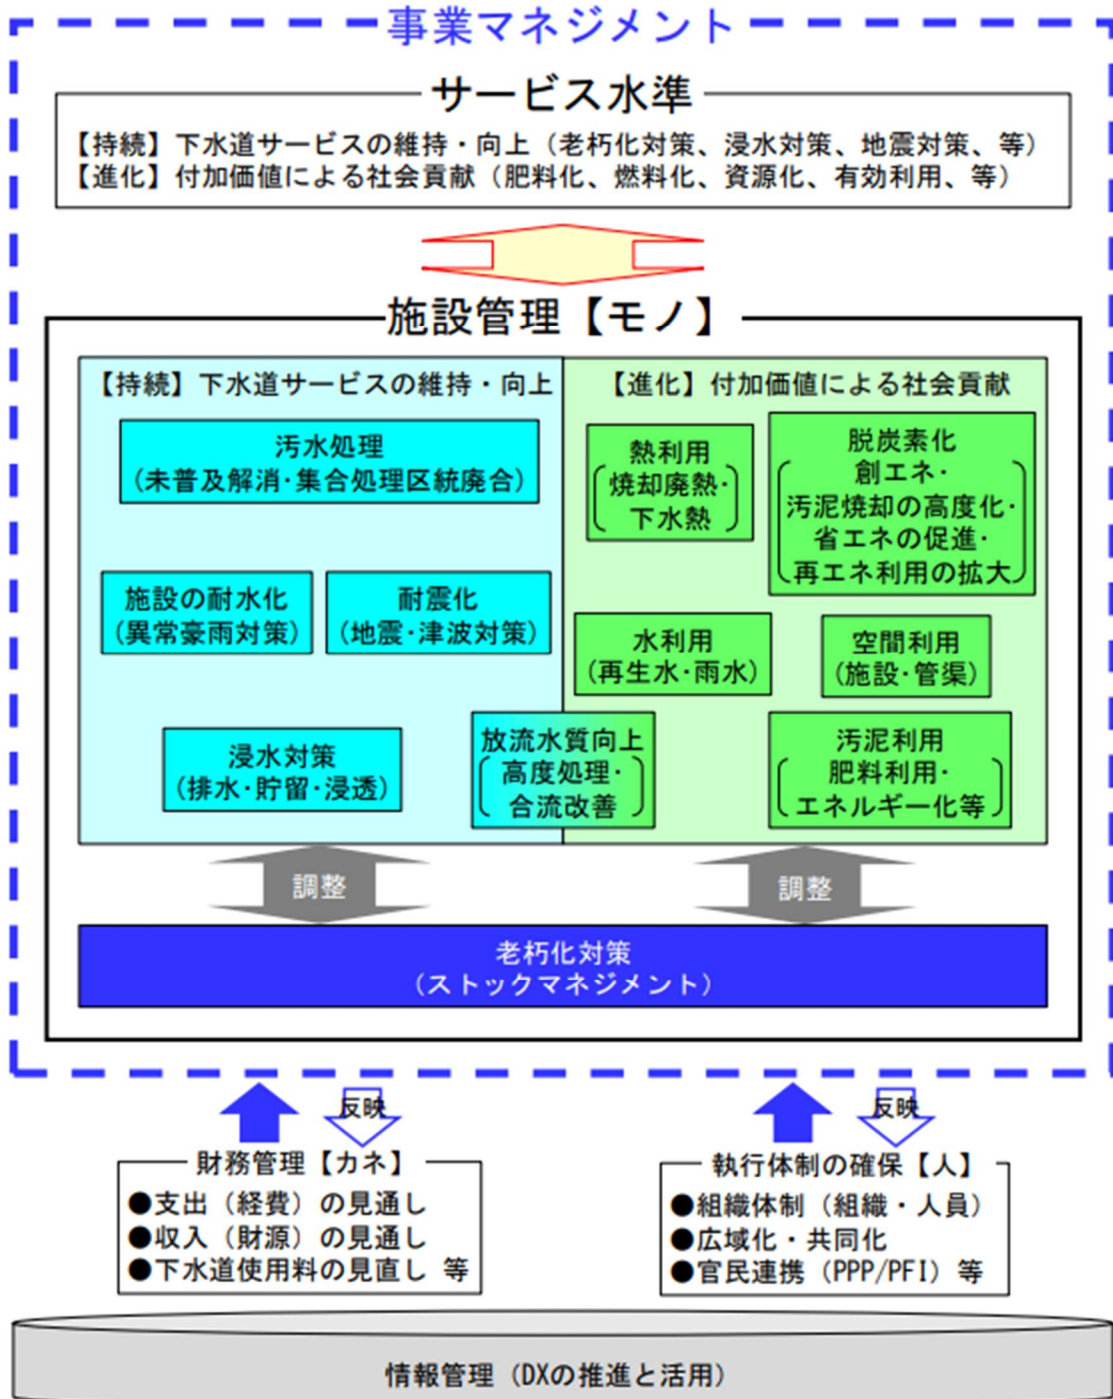 事業マネジメント
サービス水準
【持続】下水道サービスの維持・向上（老朽化対策、浸水対策、地震対策、等）
【進化】付加価値による社会貢献（肥料化、燃料化、資源化、有効利用、等）
施設管理【モノ】
【持続】下水道サービスの維持・向上
汚水処理
(未普及解消･集合処理区統廃合)
施設の耐水化
(異常豪雨対策)
耐震化
(地震･津波対策)
浸水対策
(排水･貯留･浸透)
放流水質向上
高度処理･
合流改善
【進化】付加価値による社会貢献
熱利用
焼却廃熱･
下水熱
脱炭素化
創エネ･
汚泥焼却の高度化･
省エネの促進･
再エネ利用の拡大
水利用
(再生水･雨水)
空間利用
(施設･管渠)
汚泥利用
肥料利用･
エネルギー化等
調整
調整
老朽化対策
(ストックマネジメント)
反映
反映
財務管理【カネ】
●支出（経費）の見通し
●収入（財源）の見通し
●下水道使用料の見直し 等
執行体制の確保【人】
●組織体制（組織・人員）
●広域化・共同化
●官民連携（PPP/PFI）等
情報管理（DXの推進と活用）